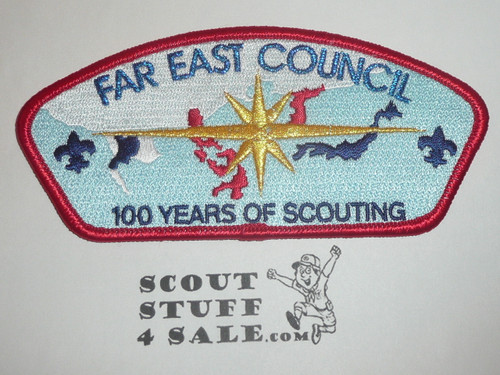 FAR EAST COUNCIL
100 YEARS OF SCOUTING
SCOUT
STUFF
4 SALE.COM